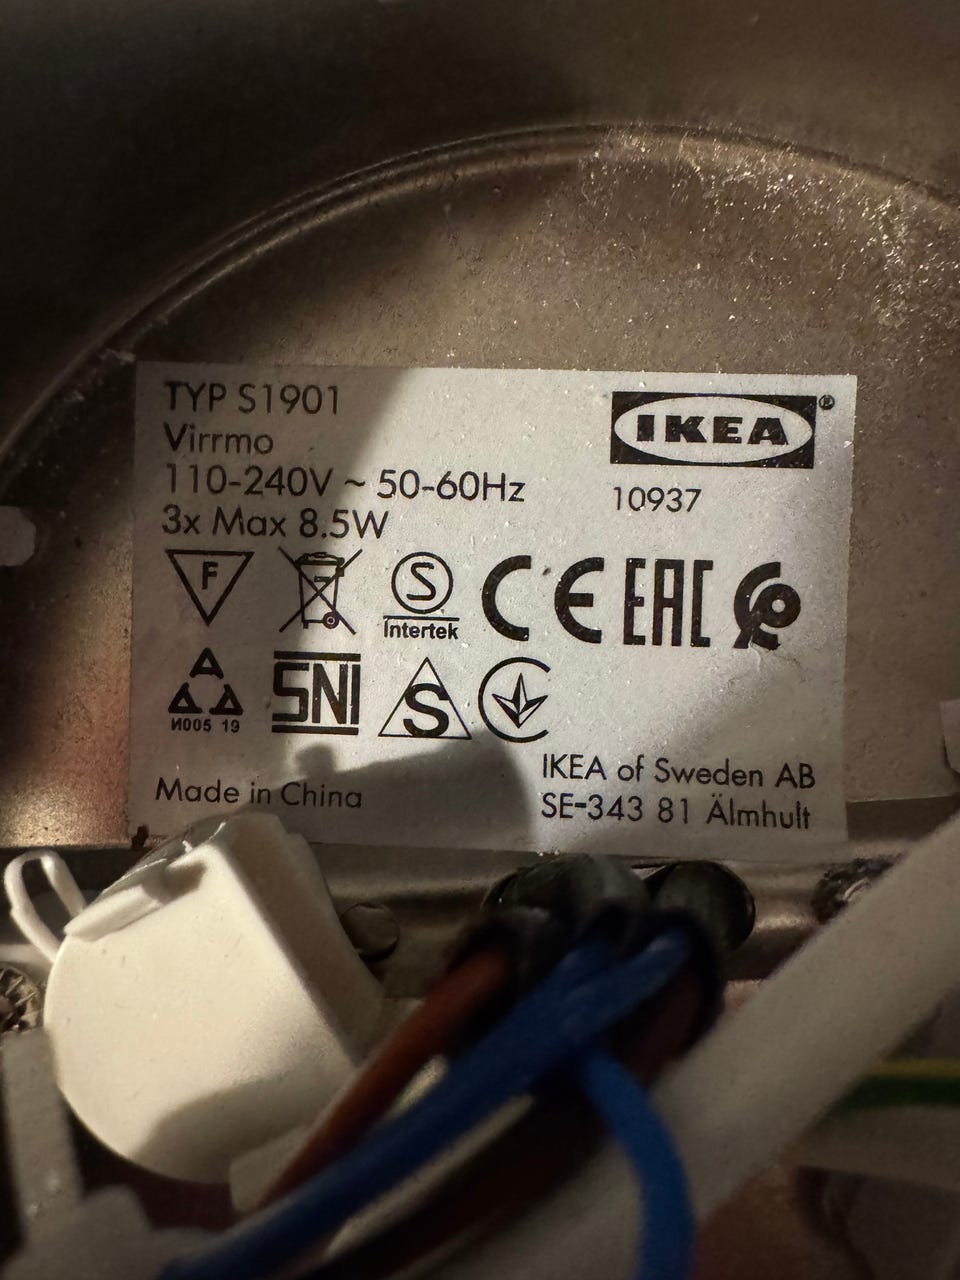 TYP S1901
Virrmo
110-240V ~ 50-60Hz
3x Max 8.5W
IKEA®
10937
F
S
Intertek
CE
EAC
И005 19
SNI
S
Made in China
IKEA of Sweden AB
SE-343 81 Älmhult